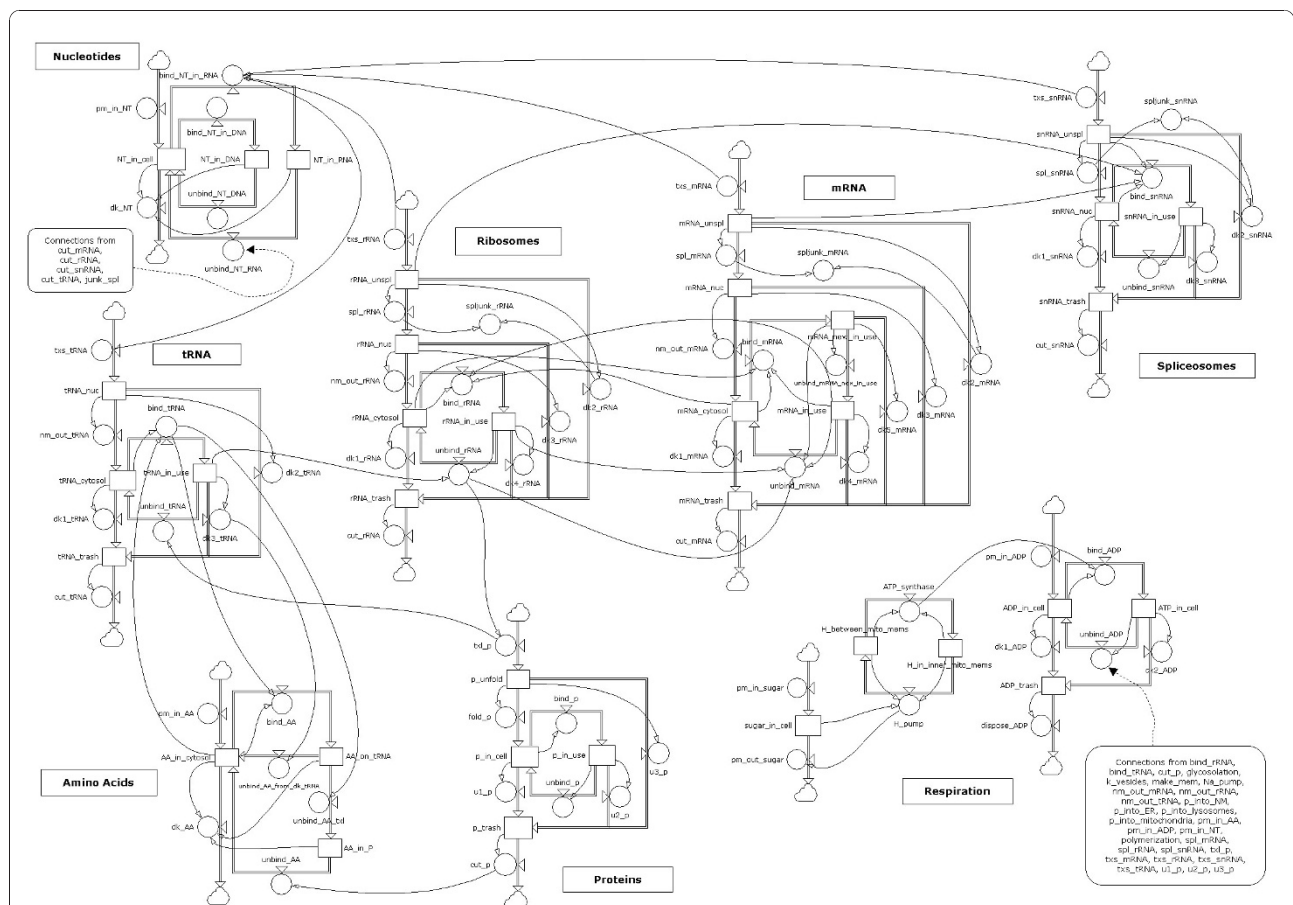 Nucleotides
bind_NT_in_RNA
pm_in_NT
bind_NT_in_DNA
NT_in_cell
NT_in_DNA
NT_in_RNA
unbind_NT_DNA
dk_NT
unbind_NT_RNA
Connections from
cut_mRNA,
cut_rRNA,
cut_snRNA,
cut_tRNA, junk_spl
tRNA
txs_tRNA
tRNA_nuc
bind_tRNA
nm_out_tRNA
tRNA_in_use
dk2_tRNA
tRNA_cytosol
unbind_tRNA
dk1_tRNA
dk3_tRNA
tRNA_trash
cut_tRNA
Ribosomes
txs_rRNA
rRNA_unspl
spl_rRNA
spljunk_rRNA
rRNA_nuc
nm_out_rRNA
bind_rRNA
dk2_rRNA
rRNA_cytosol
rRNA_in_use
dk3_rRNA
unbind_rRNA
dk1_rRNA
dk4_rRNA
rRNA_trash
cut_rRNA
mRNA
txs_mRNA
mRNA_unspl
spl_mRNA
spljunk_mRNA
mRNA_nuc
mRNA_nex_in_use
nm_out_mRNA
bind_mRNA
unbind_mRNA_nex_in_use
dk2_mRNA
mRNA_cytosol
mRNA_in_use
dk3_mRNA
dk5_mRNA
dk1_mRNA
unbind_mRNA
dk4_mRNA
mRNA_trash
cut_mRNA
txs_snRNA
spljunk_snRNA
snRNA_unspl
spl_snRNA
bind_snRNA
snRNA_nuc
snRNA_in_use
dk2_snRNA
dk1_snRNA
unbind_snRNA
dk3_snRNA
snRNA_trash
cut_snRNA
Spliceosomes
Amino Acids
pm_in_AA
bind_AA
AA_in_cytosol
AA_on_tRNA
unbind_AA_from_dk_tRNA
unbind_AA_txl
dk_AA
unbind_AA
AA_in_P
txl_p
p_unfold
fold_p
bind_p
u3_p
p_in_cell
p_in_use
u1_p
unbind_p
u2_p
p_trash
cut_p
Proteins
ATP_synthase
H_between_mito_mems
H_in_inner_mito_mems
pm_in_sugar
sugar_in_cell
H_pump
pm_out_sugar
Respiration
pm_in_ADP
bind_ADP
ADP_in_cell
ATP_in_cell
unbind_ADP
dk1_ADP
dk2_ADP
ADP_trash
dispose_ADP
Connections from bind_rRNA,
bind_tRNA, cut_p, glycosolation,
k_vesides, make_mem, Na_pump,
nm_out_mRNA, nm_out_rRNA,
nm_out_tRNA, p_into_NM,
p_into_ER, p_into_lysosomes,
p_into_mitochondria, pm_in_AA,
pm_in_ADP, pm_in_NT,
polymerization, spl_mRNA,
spl_rRNA, spl_snRNA, txl_p,
txs_mRNA, txs_rRNA, txs_snRNA,
txs_tRNA, u1_p, u2_p, u3_p